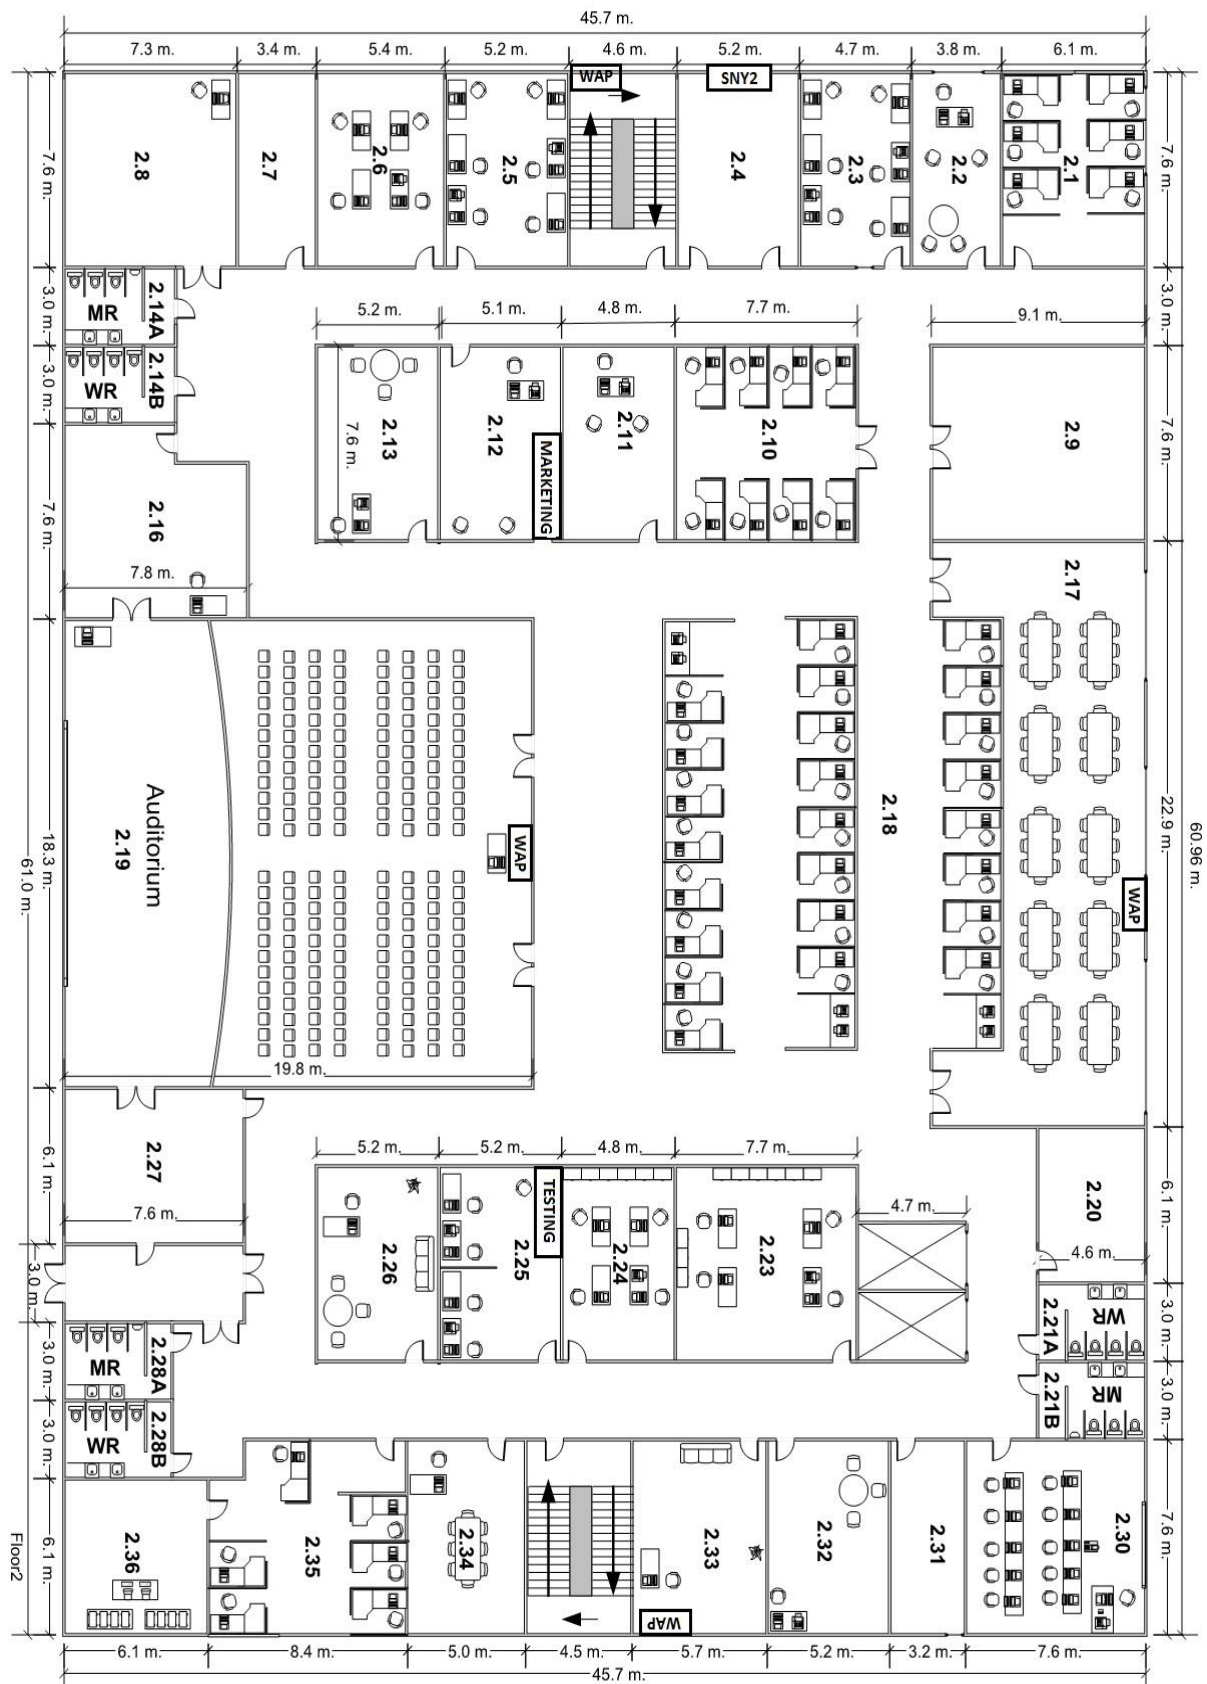 45.7 m.
7.3 m. 3.4 m. 5.4 m. 5.2 m. 4.6 m. 5.2 m. 4.7 m. 3.8 m. 6.1 m.
WAP SNY2
7.6 m. 2.8 2.7 2.6 2.5 2.4 2.3 2.2 2.1 7.6 m.
3.0 m. MR 2.14A 3.0 m.
5.2 m. 5.1 m. 4.8 m. 7.7 m. 9.1 m.
3.0 m. WR 2.14B
7.6 m. 2.13 2.12 MARKETING 2.11 2.10 2.9 7.6 m.
7.6 m. 2.16
7.8 m.
2.17
Auditorium
2.19
WAP
2.18
WAP
18.3 m. 61.0 m. 22.9 m. 60.96 m.
19.8 m.
6.1 m. 2.27
7.6 m.
5.2 m. 5.2 m. 4.8 m. 7.7 m.
TESTING
4.7 m.
2.26 2.25 2.24 2.23
2.20 6.1 m.
4.6 m.
3.0 m.
2.21A WR 3.0 m.
3.0 m. MR 2.28A
2.21B MR 3.0 m.
3.0 m. WR 2.28B
6.1 m. 2.36 2.35 2.34 2.33 2.32 2.31 2.30 7.6 m.
WAP
Floor2
6.1 m. 8.4 m. 5.0 m. 4.5 m. 5.7 m. 5.2 m. 3.2 m. 7.6 m.
45.7 m.